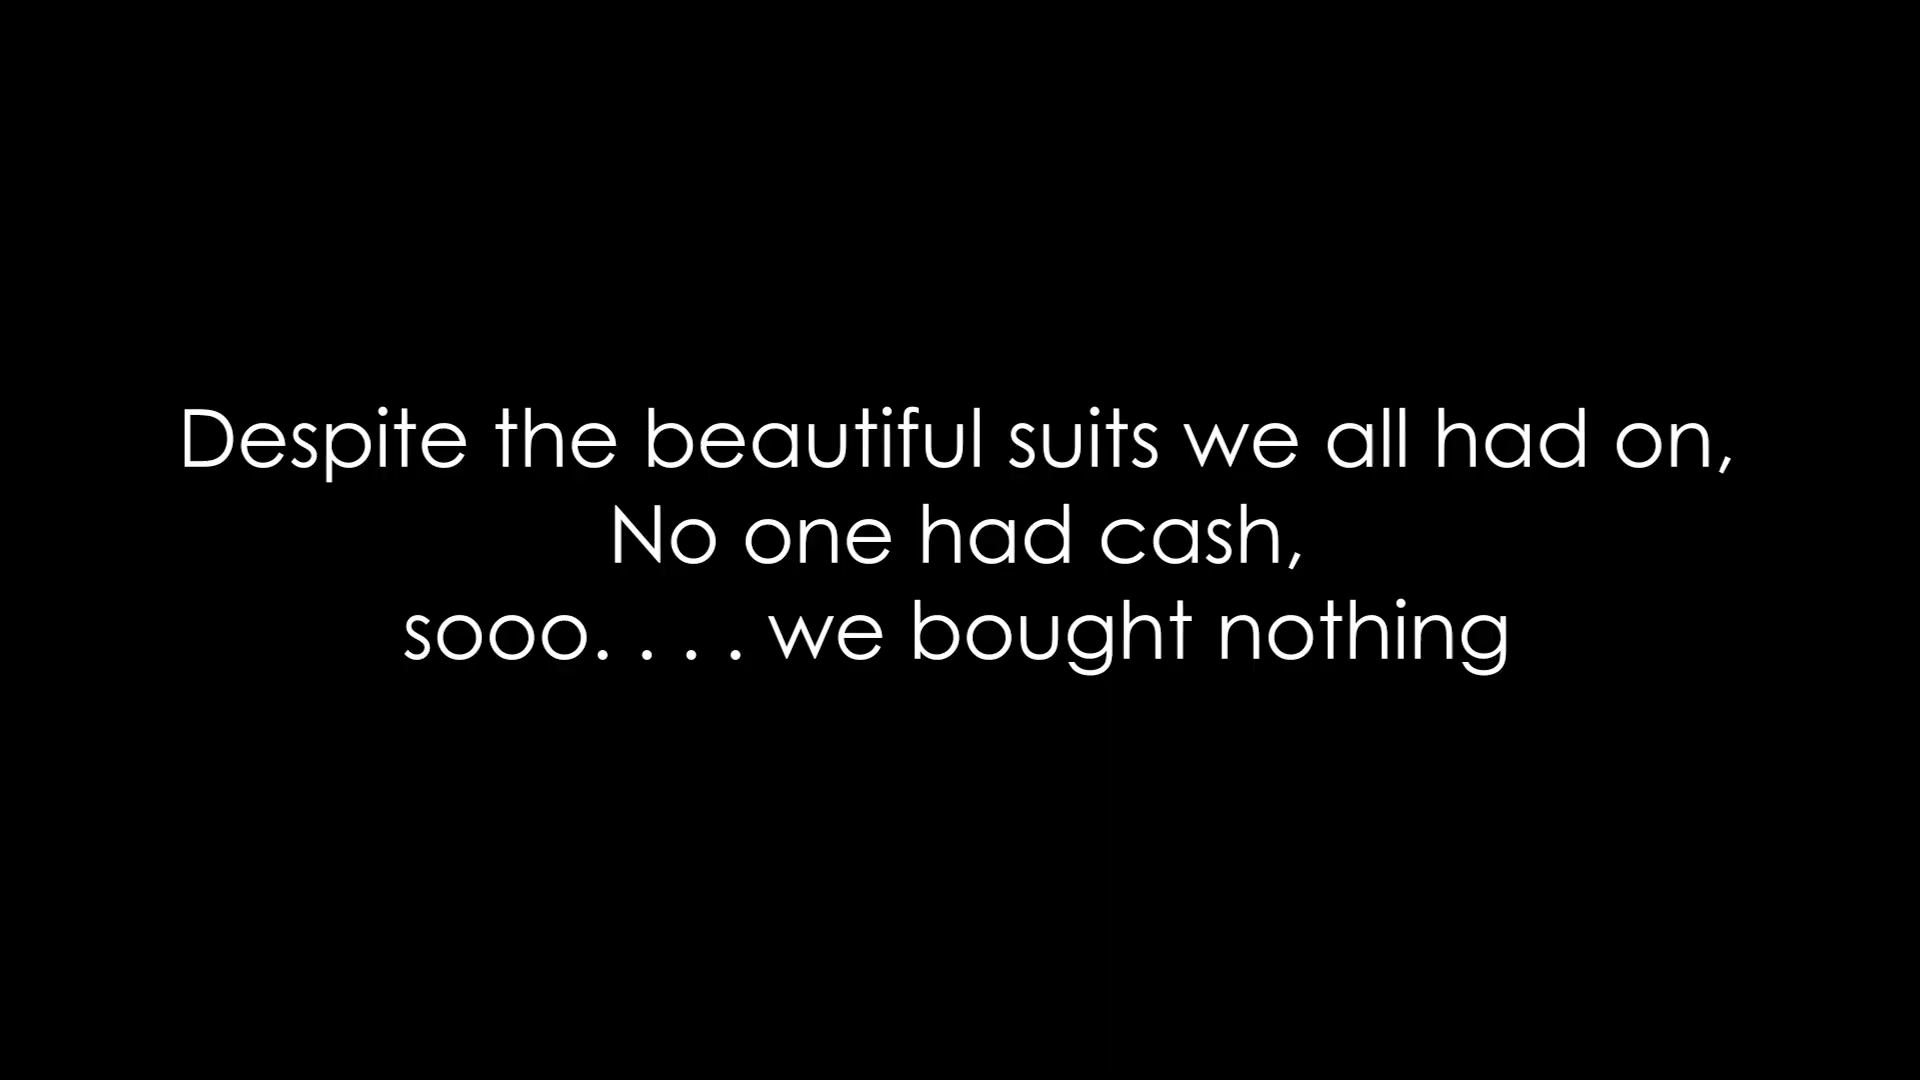 Despite the beautiful suits we all had on,
No one had cash,
sooo. . . . we bought nothing